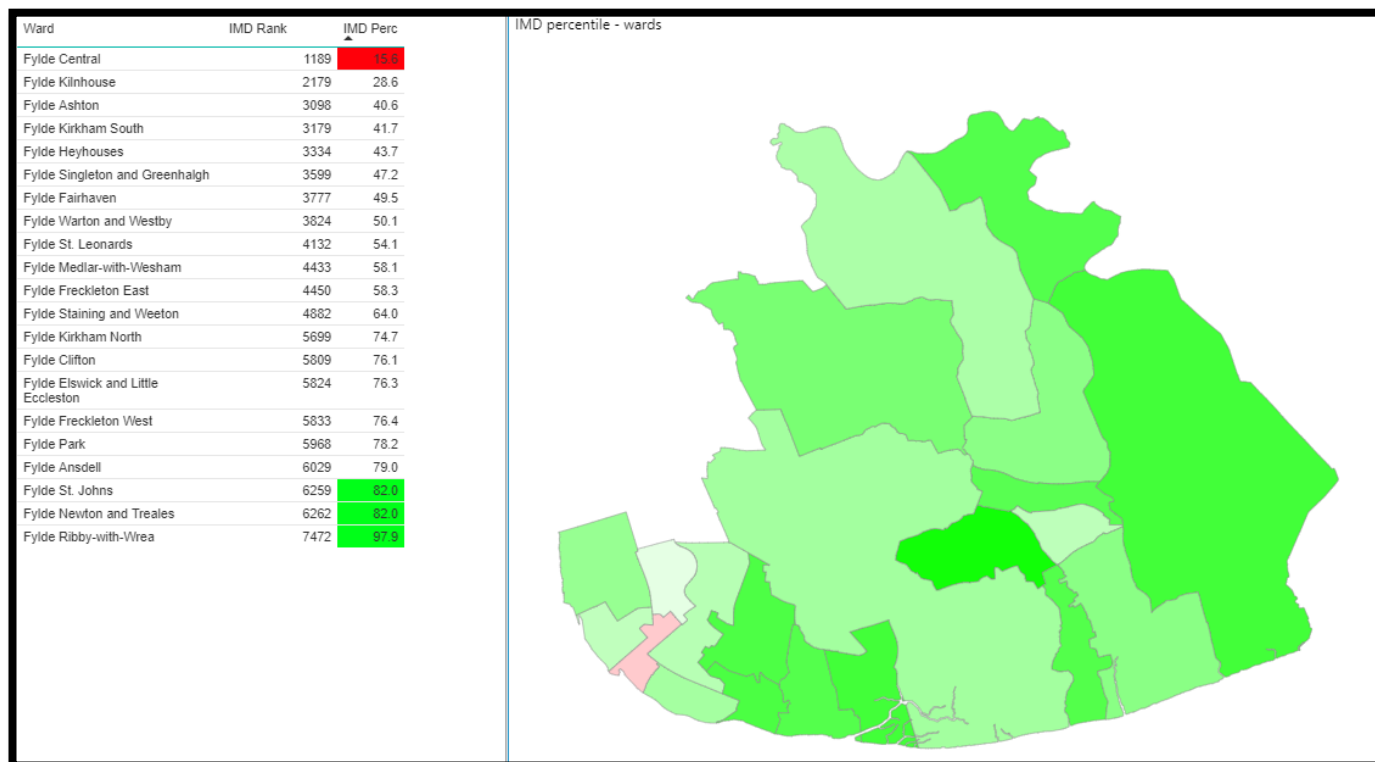 Ward IMD Rank IMD Perc
Fylde Central 1189 15.6
Fylde Kilnhouse 2179 28.6
Fylde Ashton 3098 40.6
Fylde Kirkham South 3179 41.7
Fylde Heyhouses 3334 43.7
Fylde Singleton and Greenhalgh 3599 47.2
Fylde Fairhaven 3777 49.5
Fylde Warton and Westby 3824 50.1
Fylde St. Leonards 4132 54.1
Fylde Medlar-with-Wesham 4433 58.1
Fylde Freckleton East 4450 58.3
Fylde Staining and Weeton 4882 64.0
Fylde Kirkham North 5699 74.7
Fylde Clifton 5809 76.1
Fylde Elswick and Little 5824 76.3
Eccleston
Fylde Freckleton West 5833 76.4
Fylde Park 5968 78.2
Fylde Ansdell 6029 79.0
Fylde St. Johns 6259 82.0
Fylde Newton and Treales 6262 82.0
Fylde Ribby-with-Wrea 7472 97.9
IMD percentile - wards